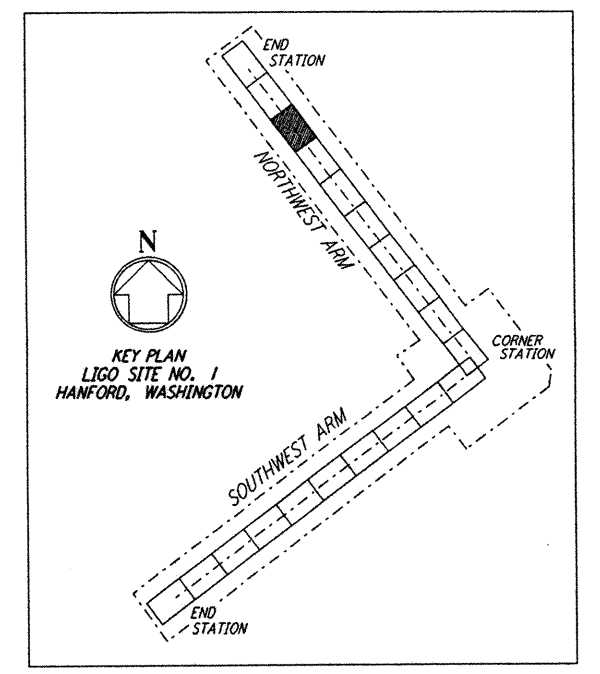 END
STATION
NORTHWEST ARM
N
KEY PLAN
LIGO SITE NO. 1
HANFORD, WASHINGTON
CORNER
STATION
SOUTHWEST ARM
END
STATION